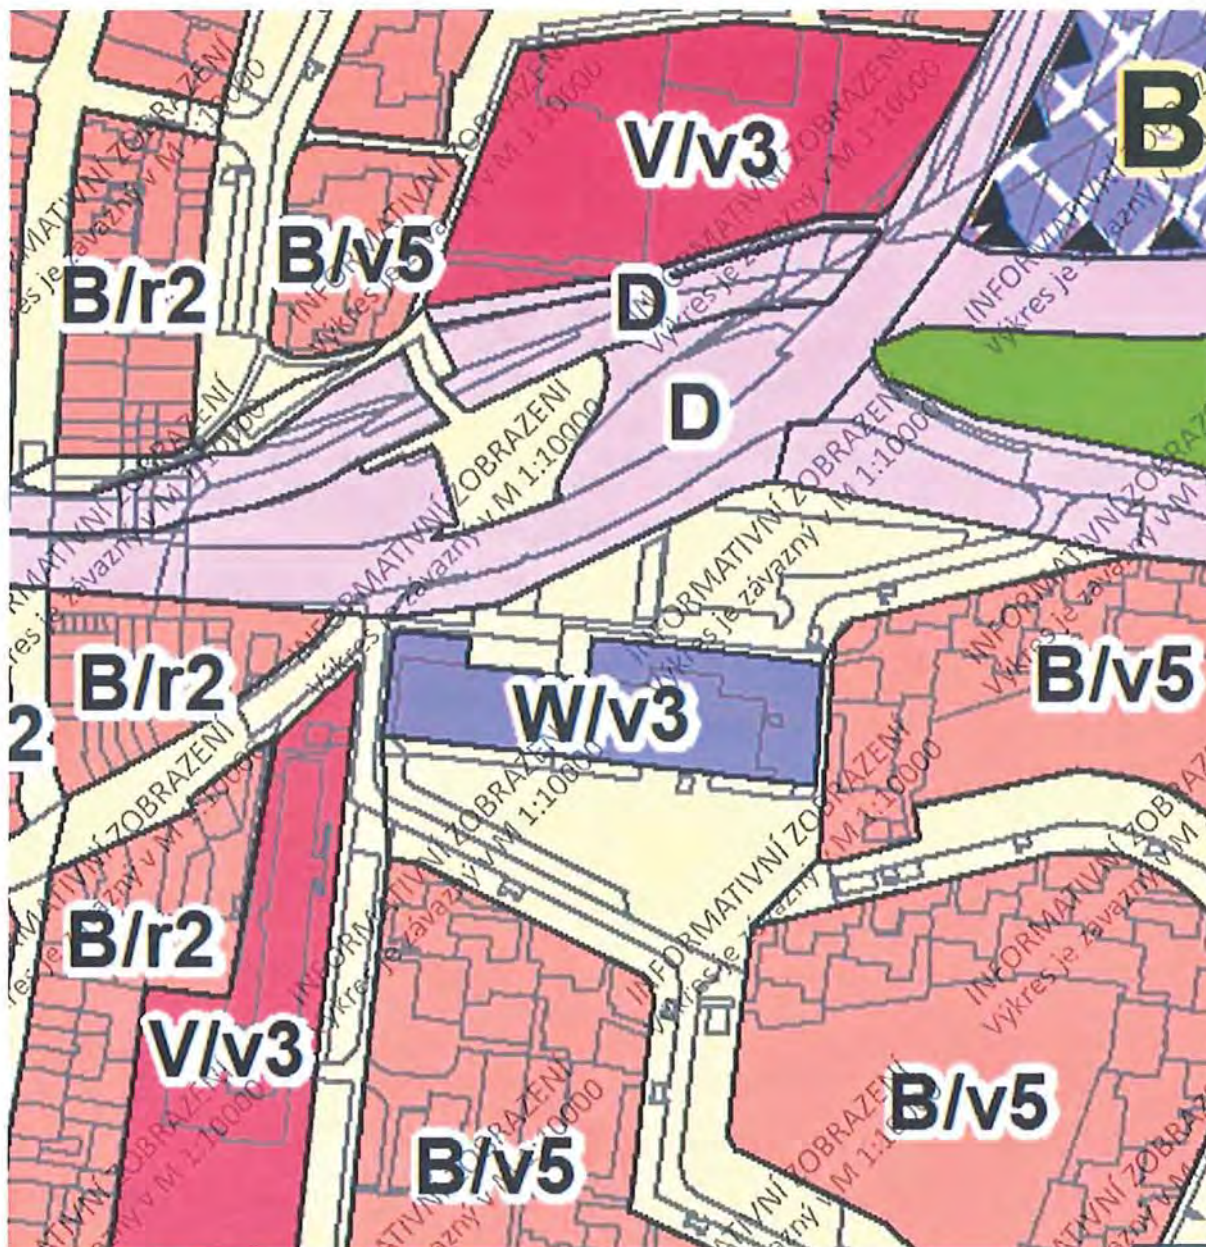 B
V/v3
B/v5
B/r2
D
D
B/r2
W/v3
B/v5
2
B/r2
V/v3
B/v5
B/v5
INFORMATIVNÍ ZOBRAZENÍ
Výkres je závazný v M 1:10000